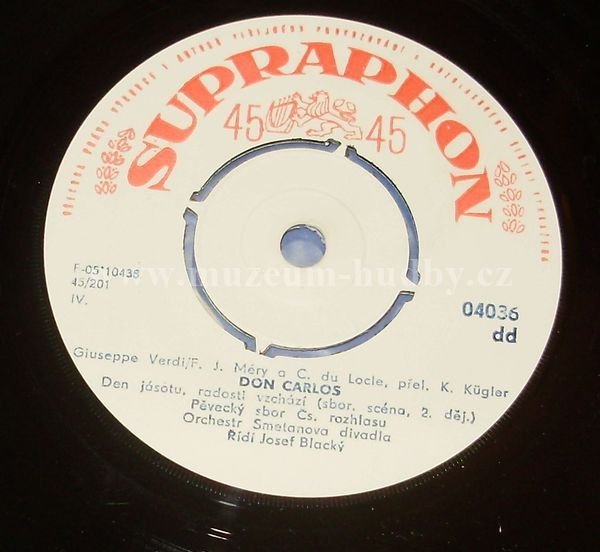 SUPRAPHON
45 45
F-05*10438
45/201
IV.
04036
dd
www.muzeum-hudby.cz
Giuseppe Verdi/F. J. Méry a C. du Locle, přel. K. Kügler
DON CARLOS
Den jásotu, radosti vzchází (sbor, scéna, 2. děj.)
Pěvecký sbor Čs. rozhlasu
Orchestr Smetanova divadla
Řídí Josef Blacký